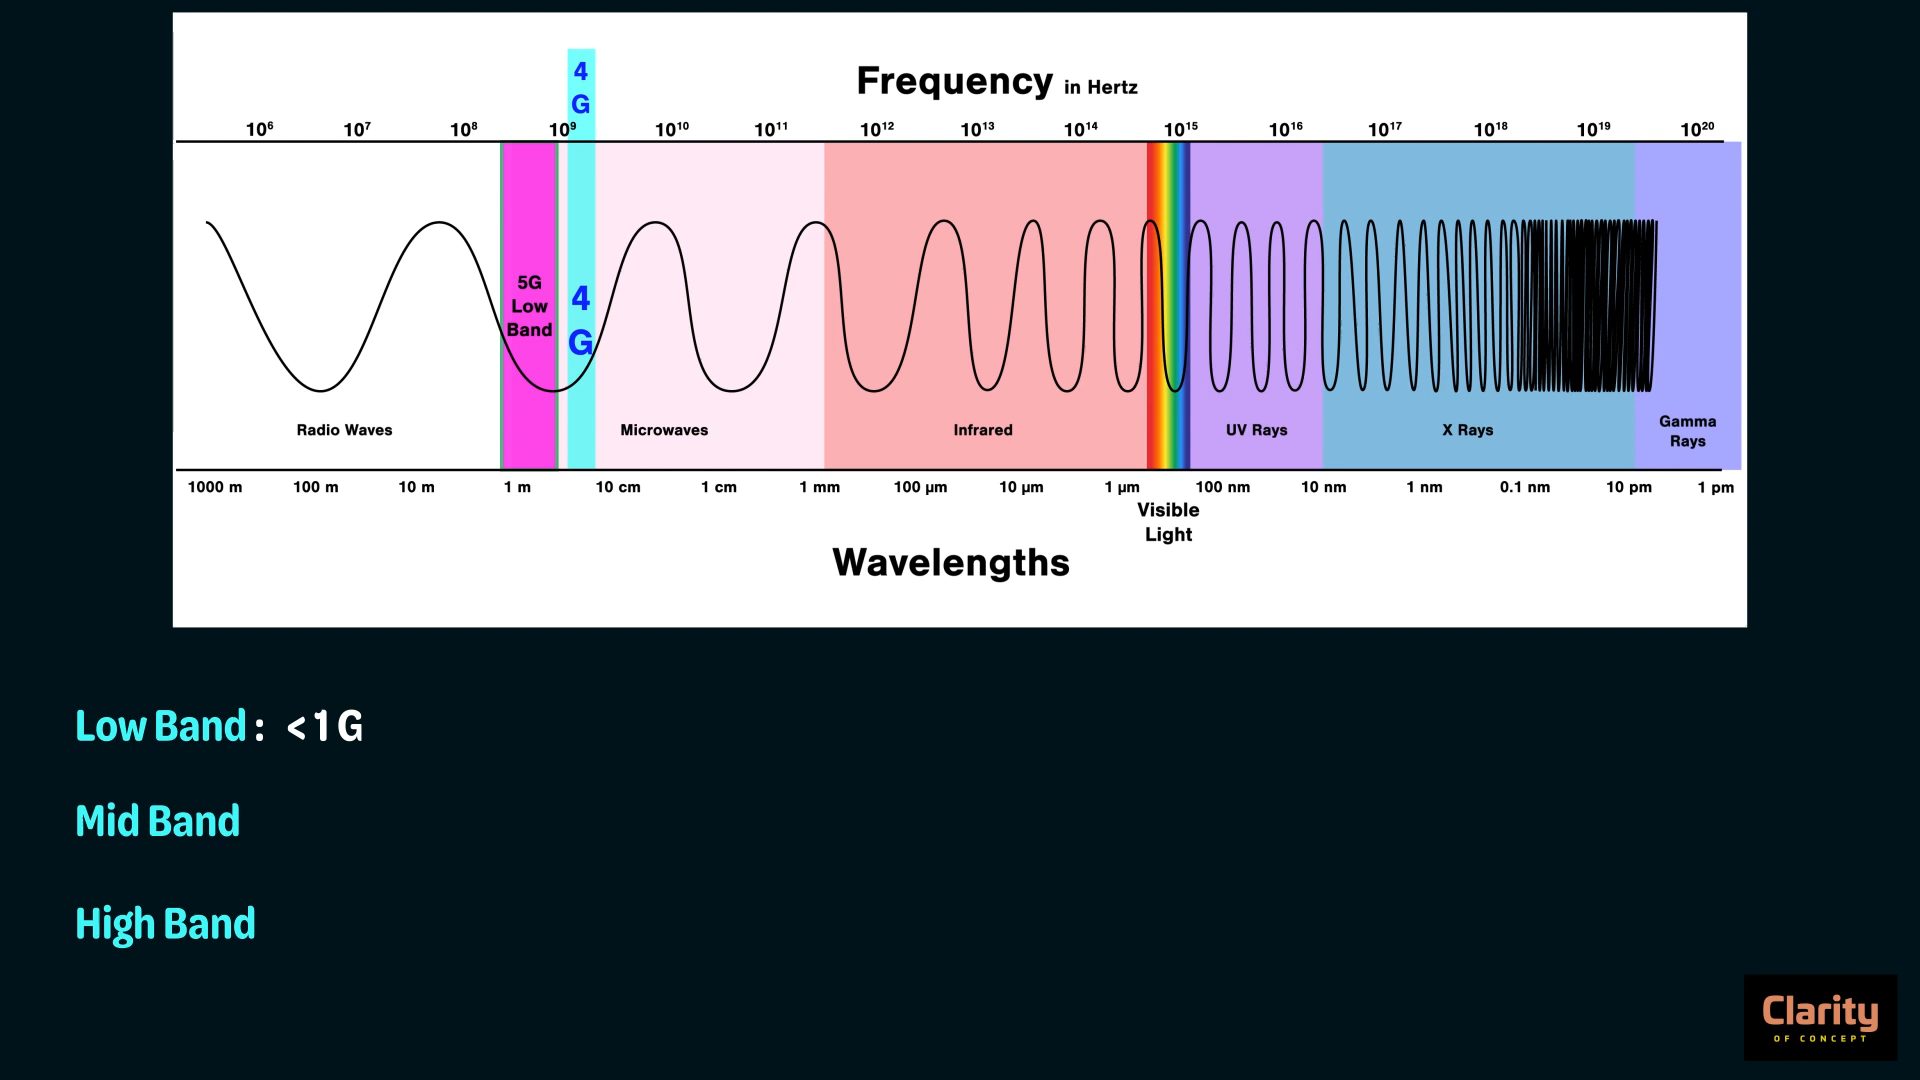 4
G
Frequency in Hertz
10⁶ 10⁷ 10⁸ 10⁹ 10¹⁰ 10¹¹ 10¹² 10¹³ 10¹⁴ 10¹⁵ 10¹⁶ 10¹⁷ 10¹⁸ 10¹⁹ 10²⁰
5G
Low
Band
4
G
Radio Waves Microwaves Infrared UV Rays X Rays
Gamma
Rays
1000 m 100 m 10 m 1 m 10 cm 1 cm 1 mm 100 µm 10 µm 1 µm 100 nm 10 nm 1 nm 0.1 nm 10 pm 1 pm
Visible
Light
Wavelengths
Low Band : <1 G
Mid Band
High Band
Clarity
OF CONCEPT